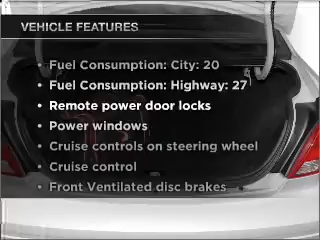 VEHICLE FEATURES
• Fuel Consumption: City: 20
• Fuel Consumption: Highway: 27
• Remote power door locks
• Power windows
• Cruise controls on steering wheel
• Cruise control
• Front Ventilated disc brakes